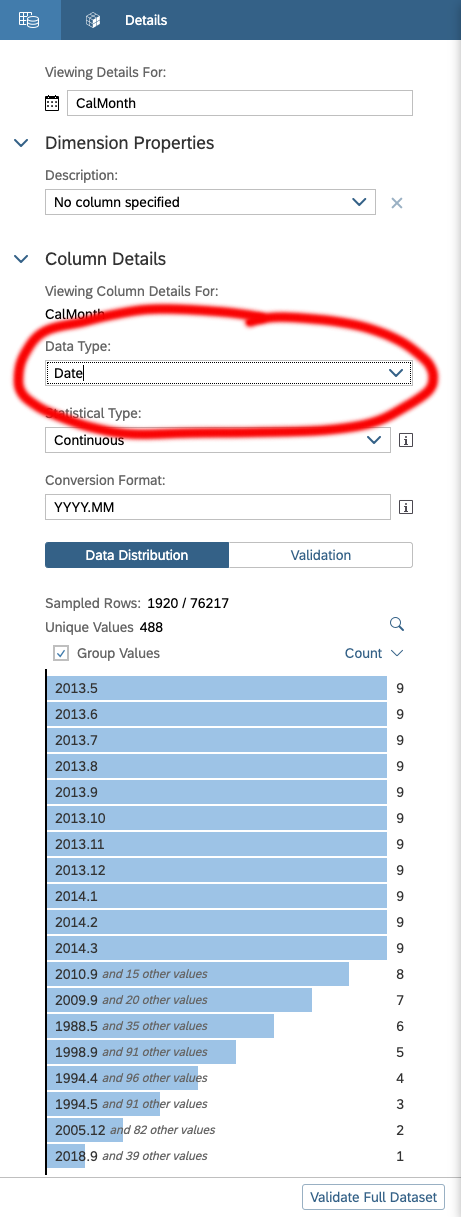 Details
Viewing Details For:
CalMonth
Dimension Properties
Description:
No column specified
Column Details
Viewing Column Details For:
CalMonth
Data Type:
Date
Statistical Type:
Continuous
Conversion Format:
YYYY.MM
Data Distribution Validation
Sampled Rows: 1920 / 76217
Unique Values 488
Group Values Count
2013.5 9
2013.6 9
2013.7 9
2013.8 9
2013.9 9
2013.10 9
2013.11 9
2013.12 9
2014.1 9
2014.2 9
2014.3 9
2010.9 and 15 other values 8
2009.9 and 20 other values 7
1988.5 and 35 other values 6
1998.9 and 91 other values 5
1994.4 and 96 other values 4
1994.5 and 91 other values 3
2005.12 and 82 other values 2
2018.9 and 39 other values 1
Validate Full Dataset